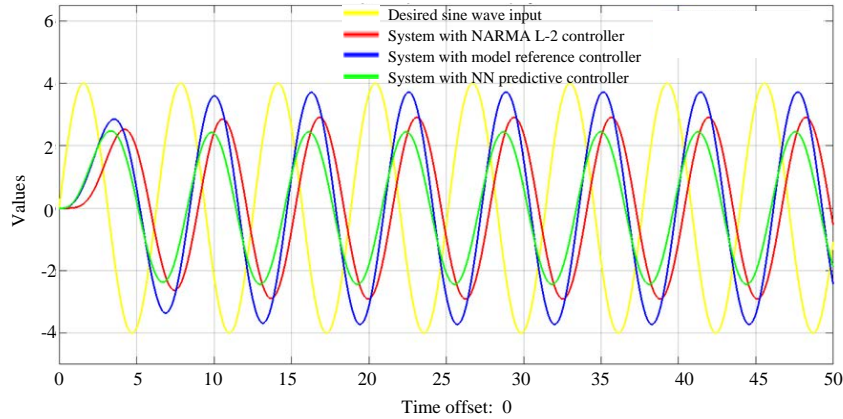 Desired sine wave input
System with NARMA L-2 controller
System with model reference controller
System with NN predictive controller
Values
6
4
2
0
-2
-4
0 5 10 15 20 25 30 35 40 45 50
Time offset: 0